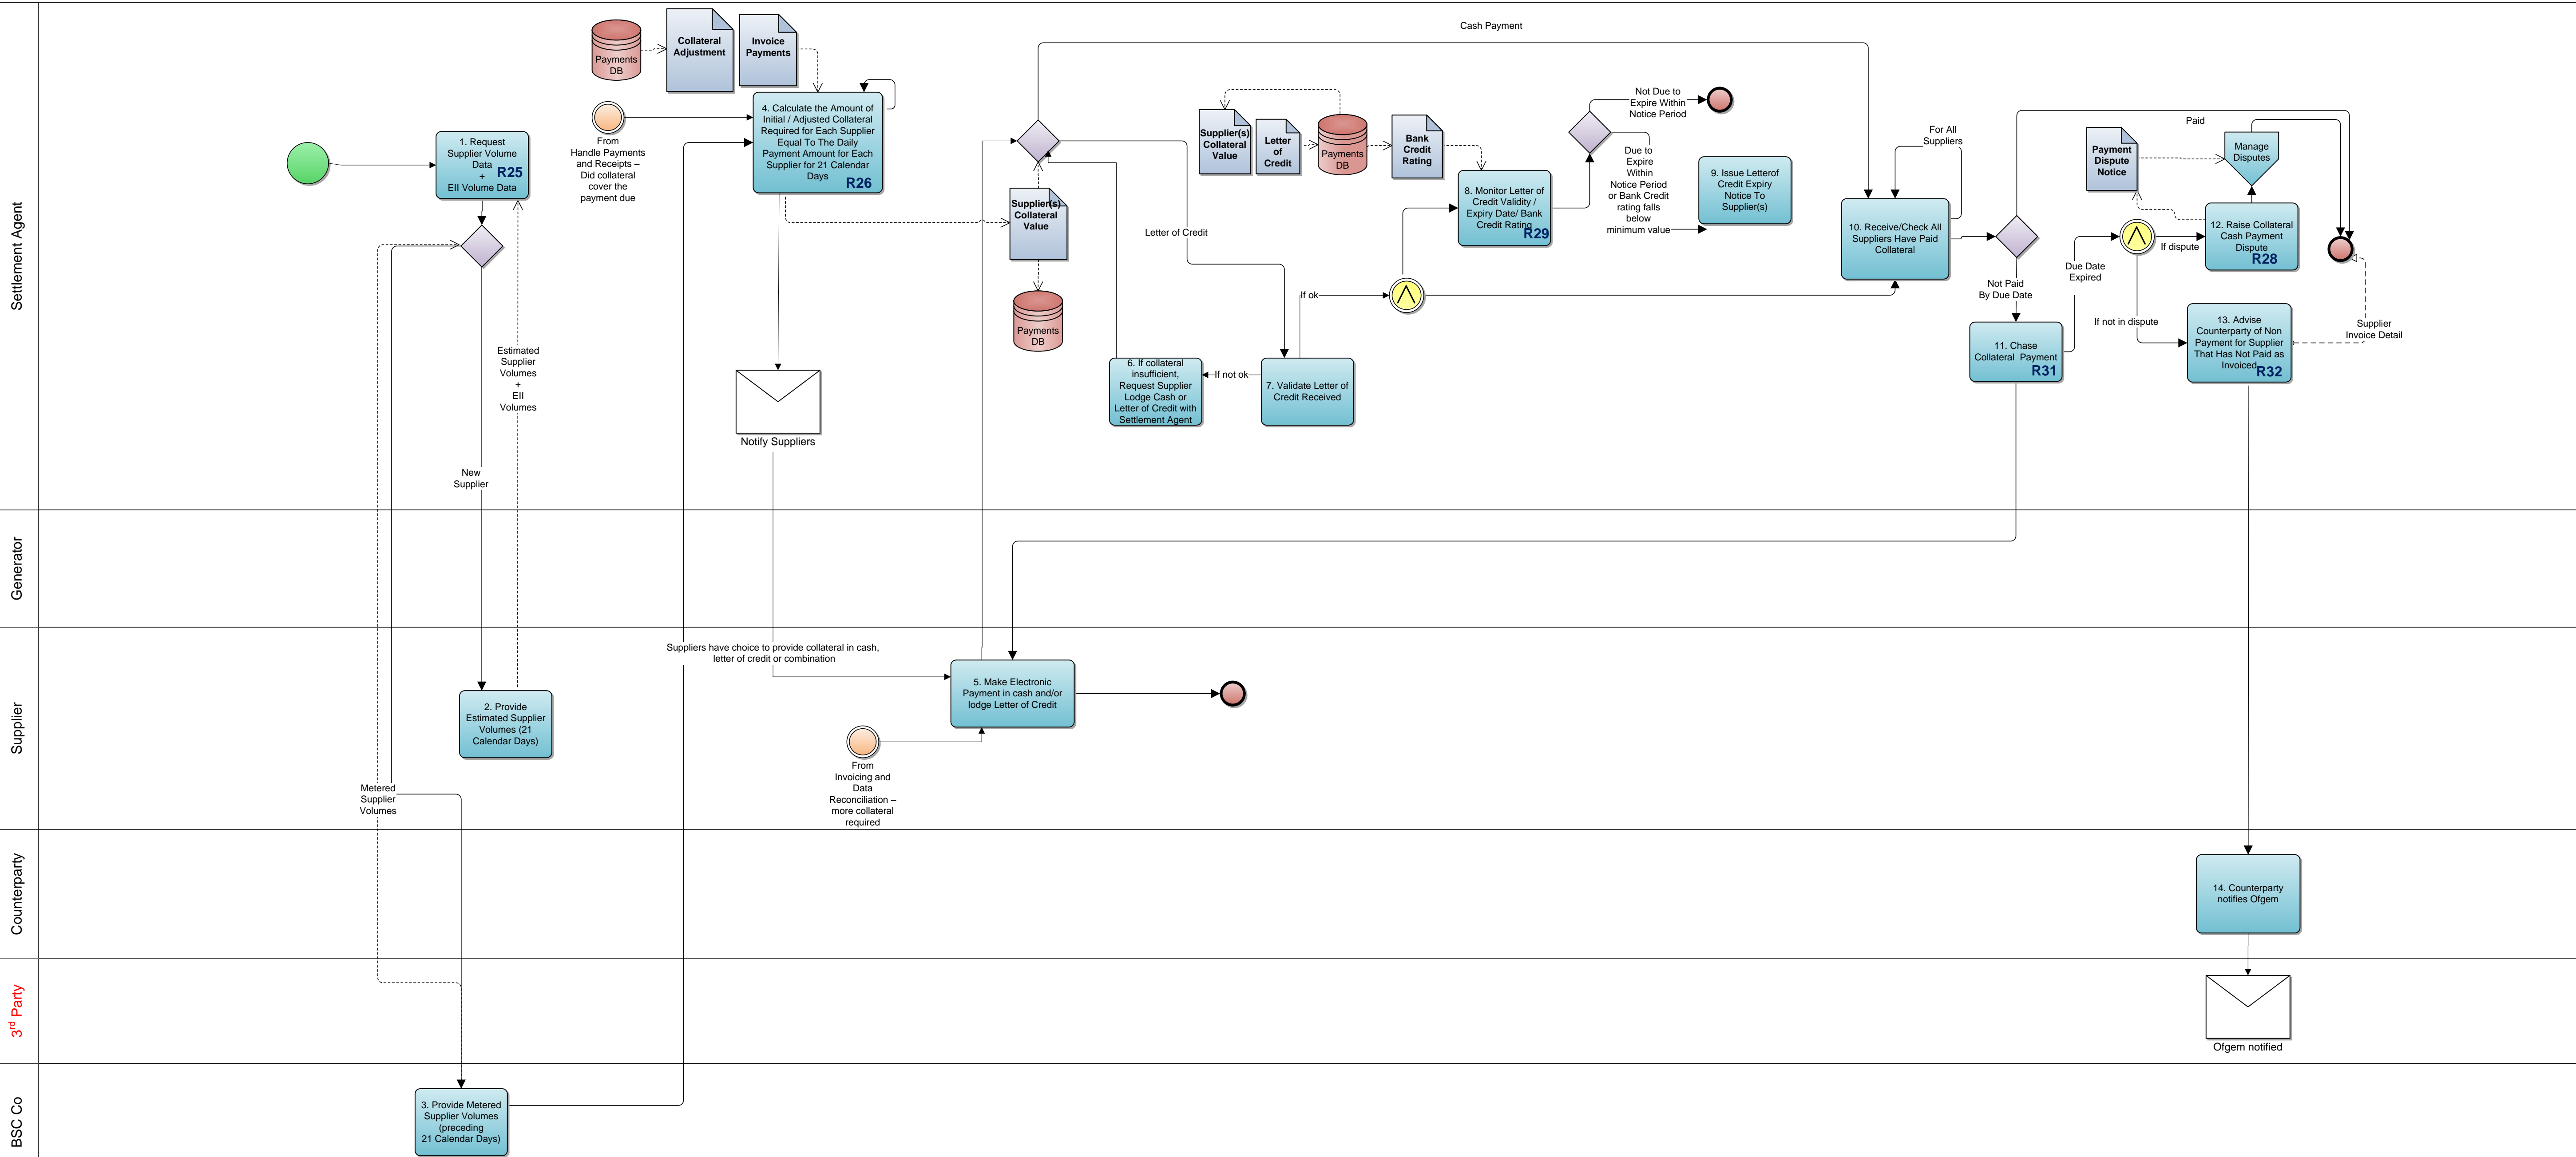 Settlement Agent
Generator
Supplier
Counterparty
3rd Party
BSC Co
1. Request
Supplier Volume
Data
+
EII Volume Data
R25
Estimated
Supplier
Volumes
+
EII
Volumes
New
Supplier
2. Provide
Estimated Supplier
Volumes (21
Calendar Days)
Metered
Supplier
Volumes
3. Provide Metered
Supplier Volumes
(preceding
21 Calendar Days)
Payments
DB
Collateral
Adjustment
Invoice
Payments
From
Handle Payments
and Receipts –
Did collateral
cover the
payment due
4. Calculate the Amount of
Initial / Adjusted Collateral
Required for Each Supplier
Equal To The Daily
Payment Amount for Each
Supplier for 21 Calendar
Days
R26
Notify Suppliers
Suppliers have choice to provide collateral in cash,
letter of credit or combination
5. Make Electronic
Payment in cash and/or
lodge Letter of Credit
From
Invoicing and
Data
Reconciliation –
more collateral
required
Supplier(s)
Collateral
Value
Payments
DB
Cash Payment
Letter of Credit
6. If collateral
insufficient,
Request Supplier
Lodge Cash or
Letter of Credit with
Settlement Agent
If not ok
7. Validate Letter of
Credit Received
If ok
Supplier(s)
Collateral
Value
Letter
of
Credit
Payments
DB
Bank
Credit
Rating
8. Monitor Letter of
Credit Validity /
Expiry Date/ Bank
Credit Rating
R29
Not Due to
Expire Within
Notice Period
Due to
Expire
Within
Notice Period
or Bank Credit
rating falls
below
minimum value
9. Issue Letterof
Credit Expiry
Notice To
Supplier(s)
For All
Suppliers
10. Receive/Check All
Suppliers Have Paid
Collateral
Not Paid
By Due Date
11. Chase
Collateral Payment
R31
Due Date
Expired
Paid
Payment
Dispute
Notice
Manage
Disputes
If dispute
12. Raise Collateral
Cash Payment
Dispute
R28
If not in dispute
13. Advise
Counterparty of Non
Payment for Supplier
That Has Not Paid as
Invoiced
R32
Supplier
Invoice Detail
14. Counterparty
notifies Ofgem
Ofgem notified